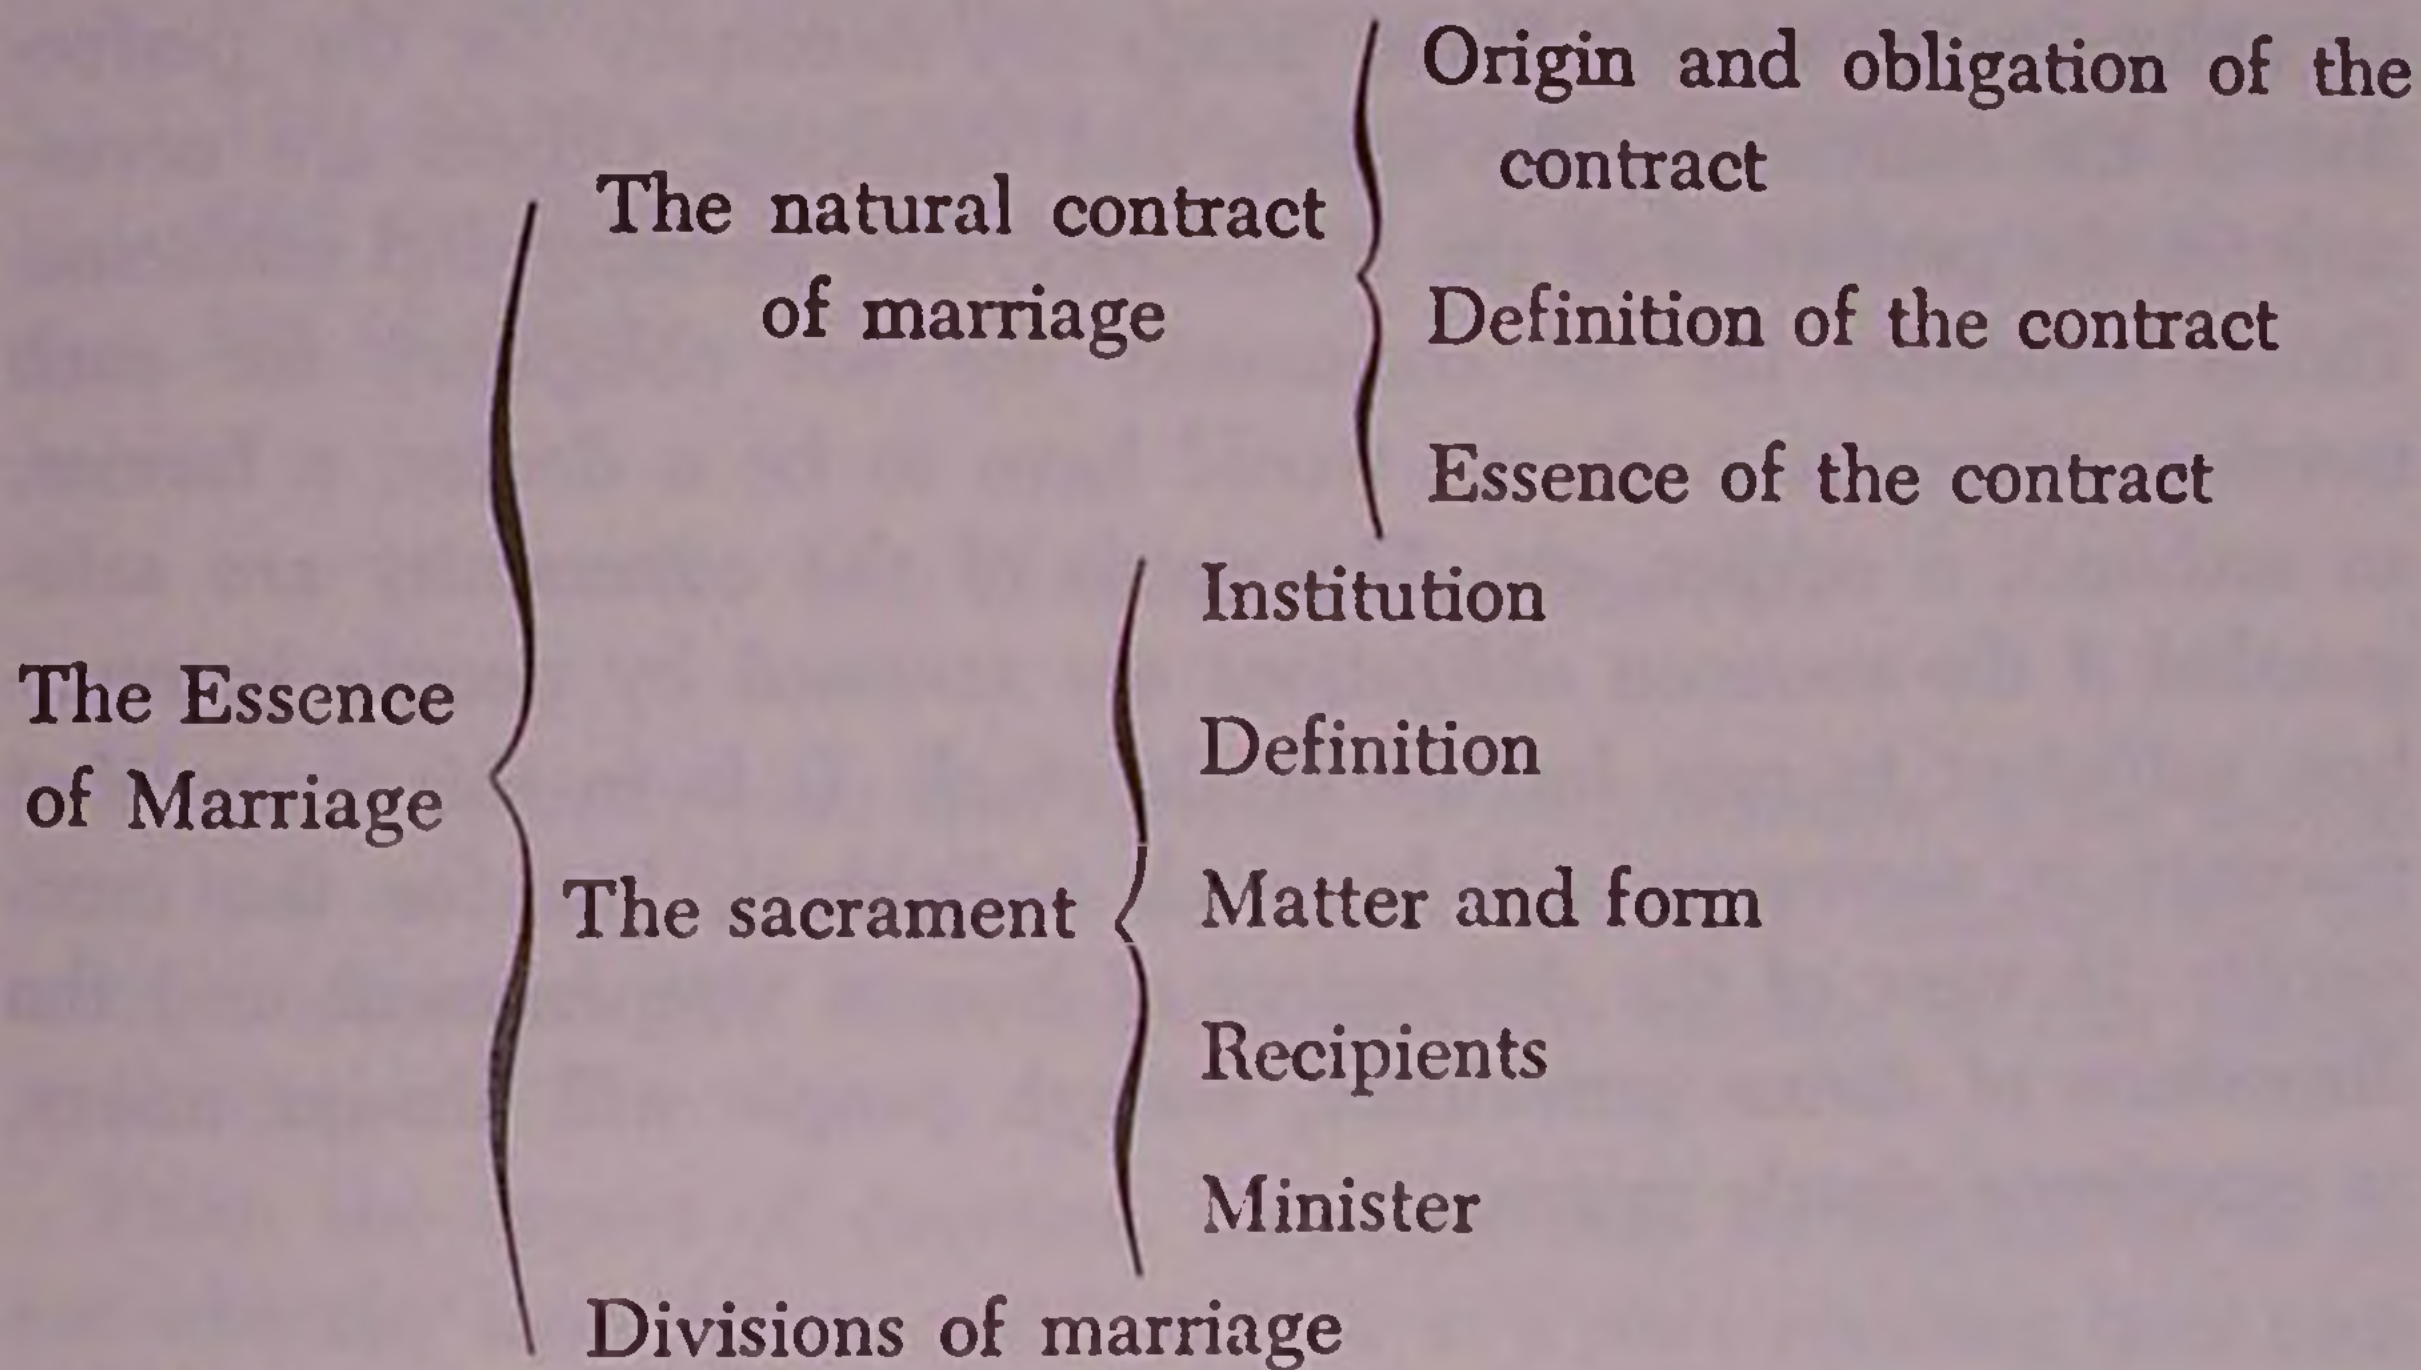 The Essence
of Marriage
The natural contract
of marriage
Origin and obligation of the
contract
Definition of the contract
Essence of the contract
The sacrament
Institution
Definition
Matter and form
Recipients
Minister
Divisions of marriage